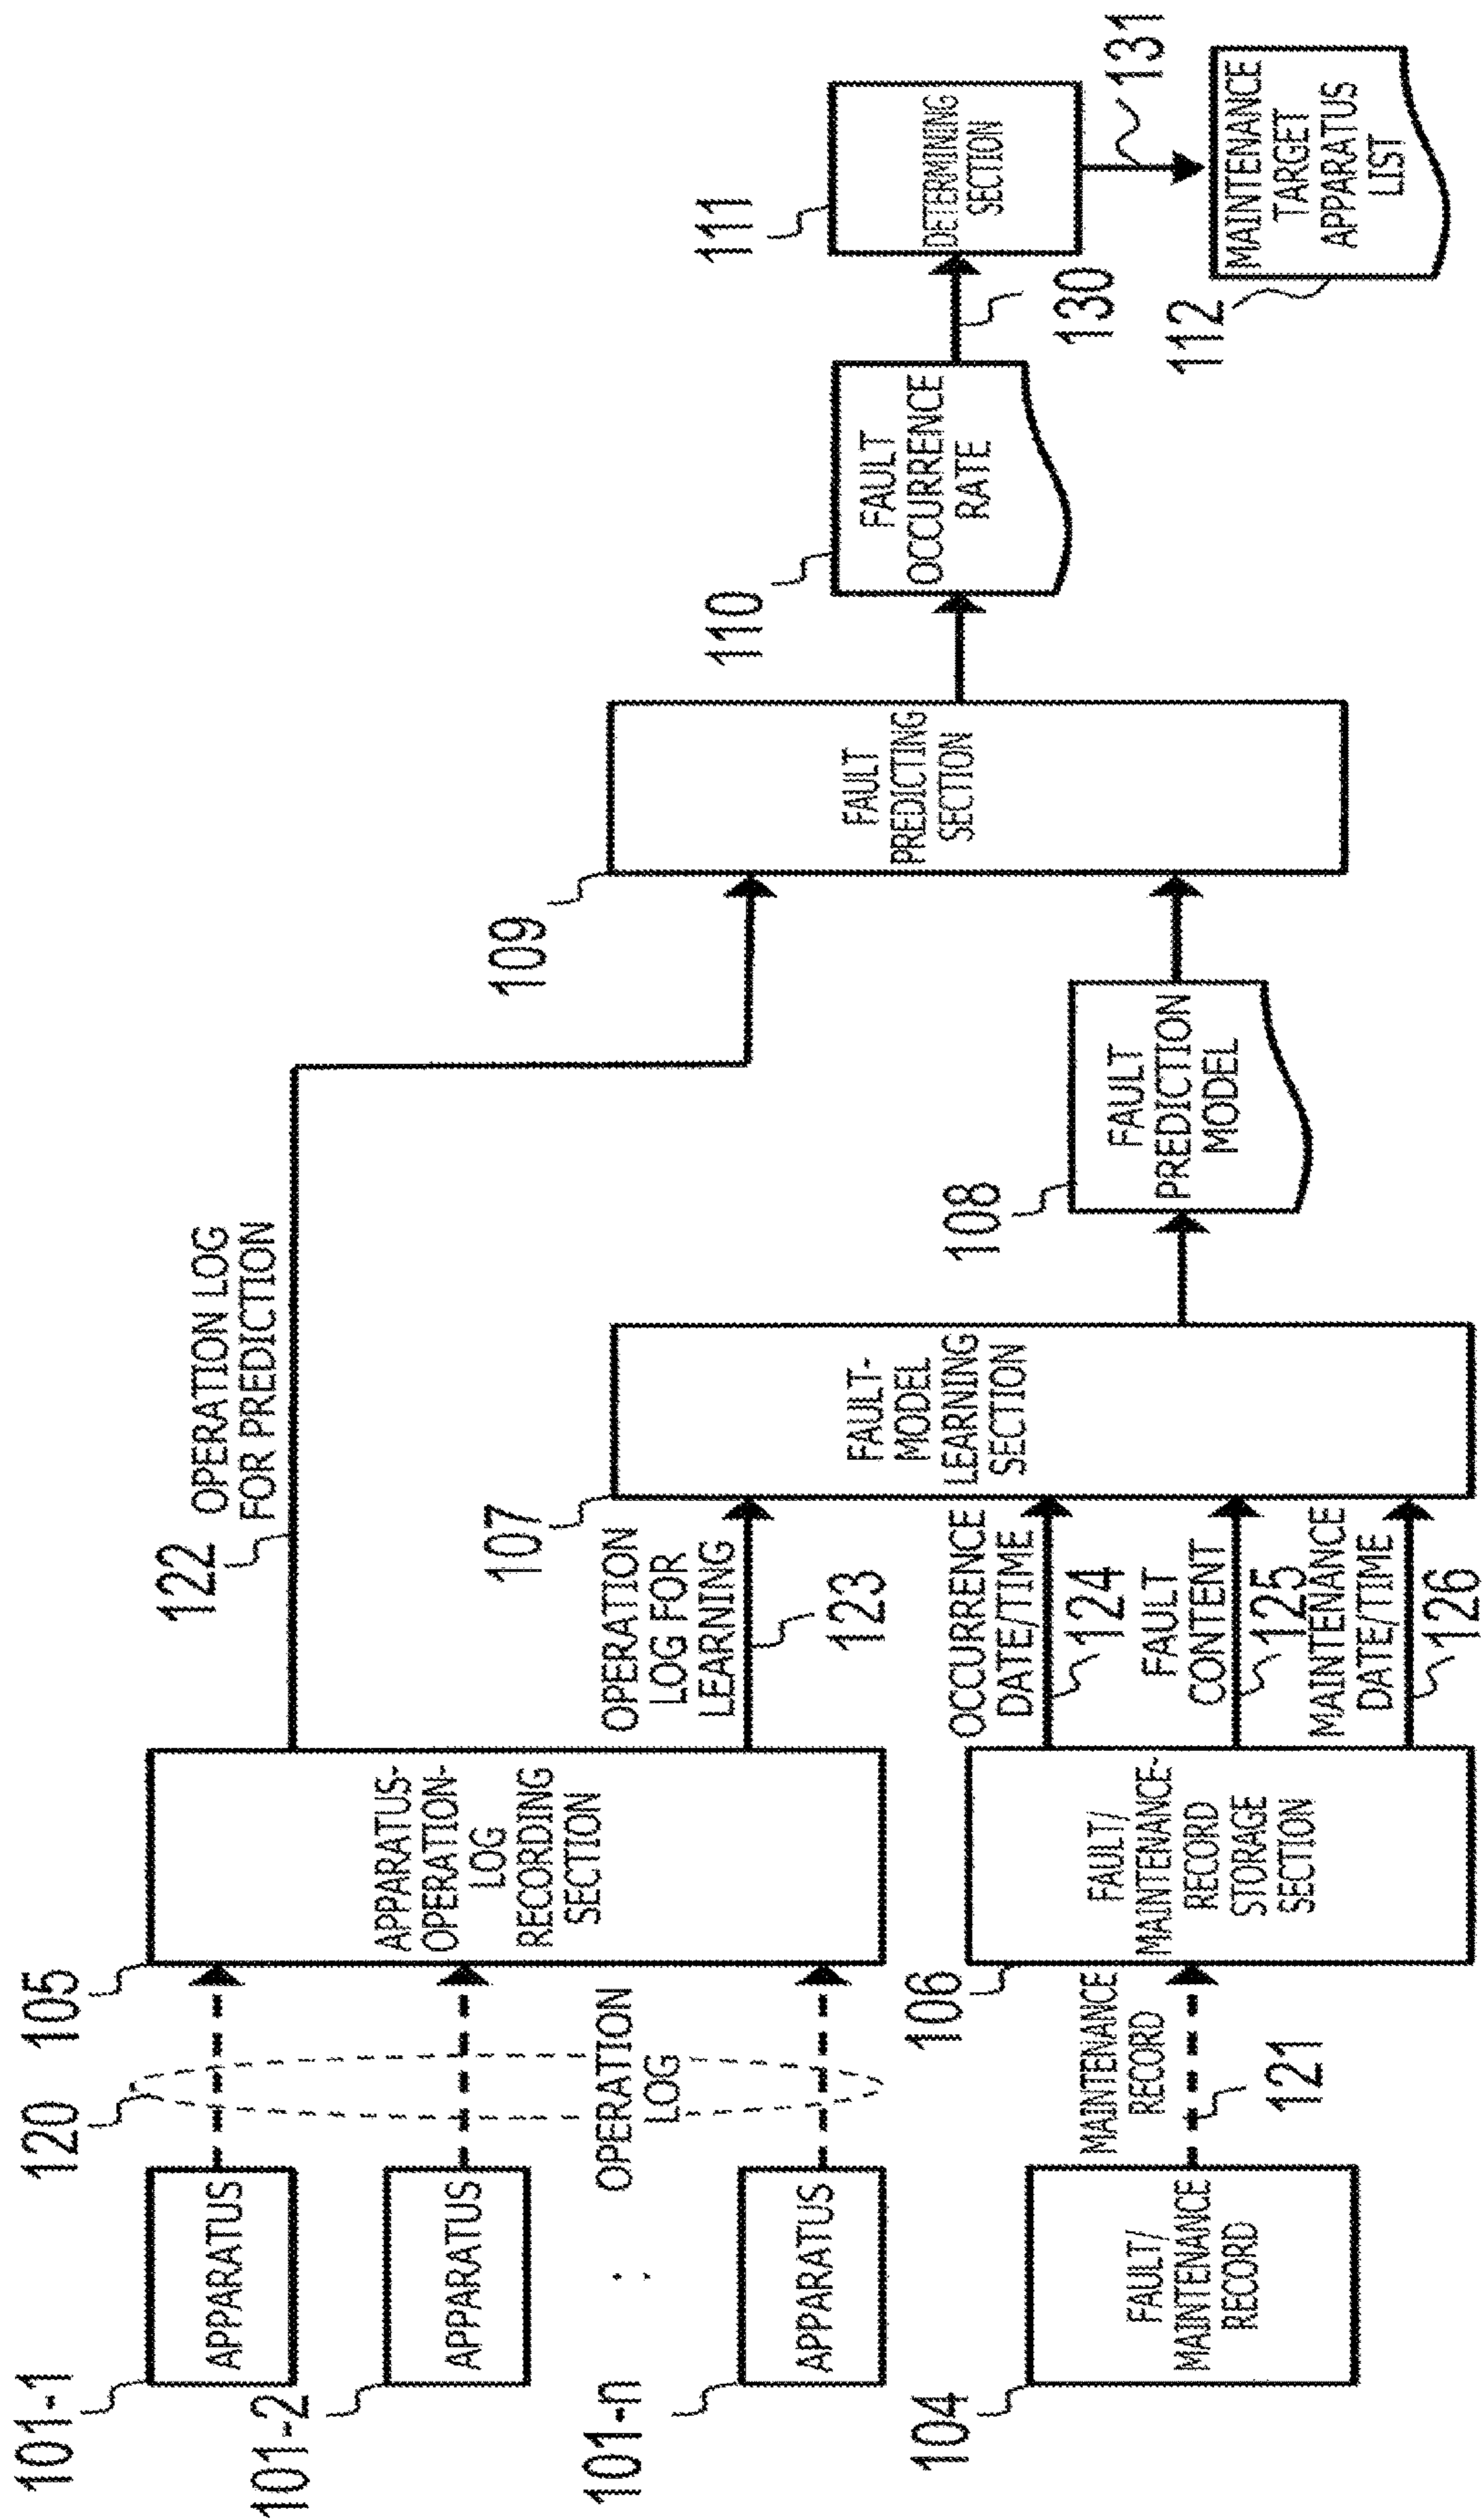 101-1
APPARATUS
101-2
APPARATUS
101-n
APPARATUS
120
OPERATION
LOG
104
FAULT/
MAINTENANCE
RECORD
MAINTENANCE
RECORD
121
105
APPARATUS-
OPERATION-
LOG
RECORDING
SECTION
106
FAULT/
MAINTENANCE-
RECORD
STORAGE
SECTION
122
OPERATION LOG
FOR PREDICTION
OPERATION
LOG FOR
LEARNING
123
OCCURRENCE
DATE/TIME
124
FAULT
CONTENT
125
MAINTENANCE
DATE/TIME
126
107
FAULT-
MODEL
LEARNING
SECTION
108
FAULT
PREDICTION
MODEL
109
FAULT
PREDICTING
SECTION
110
FAULT
OCCURRENCE
RATE
130
111
DETERMINING
SECTION
131
112
MAINTENANCE
TARGET
APPARATUS
LIST